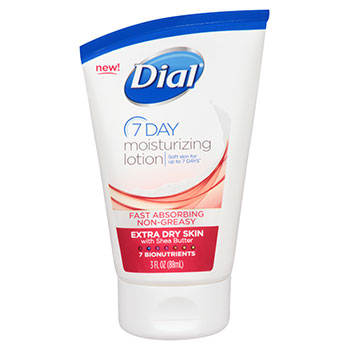 new!
Dial
7 DAY
moisturizing
lotion
Soft skin for
up to 7 DAYS*
FAST ABSORBING
NON-GREASY
EXTRA DRY SKIN
with Shea Butter
7 BIONUTRIENTS
3 FL OZ (88mL)